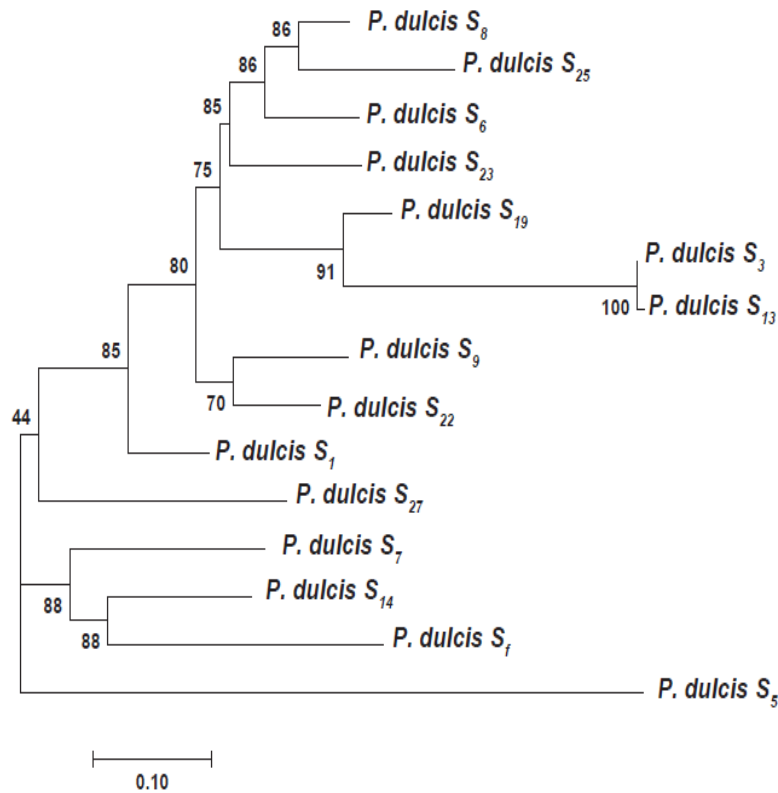 86
P. dulcis S8
86
P. dulcis S25
85
P. dulcis S6
75
P. dulcis S23
P. dulcis S19
80
91
P. dulcis S3
100
P. dulcis S13
85
P. dulcis S9
44
70
P. dulcis S22
P. dulcis S1
P. dulcis S27
P. dulcis S7
88
P. dulcis S14
88
P. dulcis Sf
P. dulcis S5
0.10